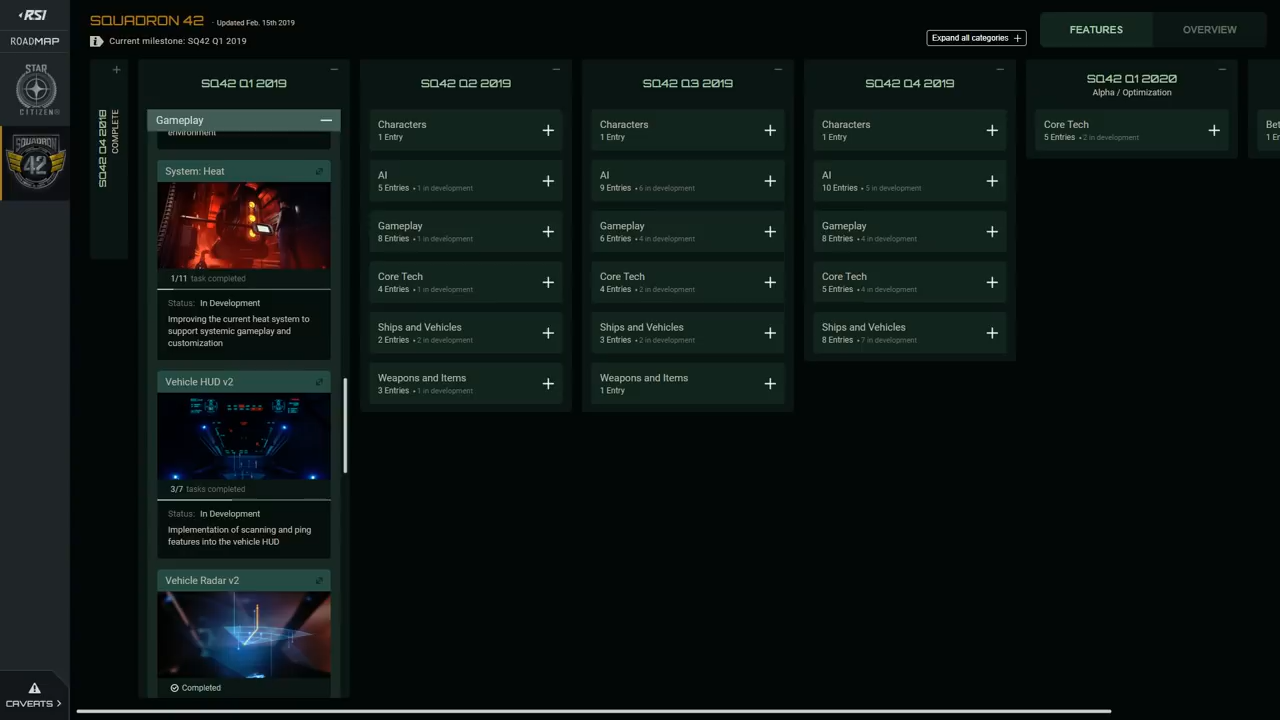 RSI
ROADMAP
STAR
CITIZEN
SQUADRON
42
CAVEATS
SQUADRON 42 - Updated Feb. 15th 2019
Current milestone: SQ42 Q1 2019
Expand all categories +
FEATURES
OVERVIEW
SQ42 Q4 2018
COMPLETE
SQ42 Q1 2019
Gameplay
environment
System: Heat
1/11 task completed
Status: In Development
Improving the current heat system to
support systemic gameplay and
customization
Vehicle HUD v2
3/7 tasks completed
Status: In Development
Implementation of scanning and ping
features into the vehicle HUD
Vehicle Radar v2
Completed
SQ42 Q2 2019
Characters
1 Entry
AI
5 Entries • 1 in development
Gameplay
8 Entries • 1 in development
Core Tech
4 Entries • 1 in development
Ships and Vehicles
2 Entries • 2 in development
Weapons and Items
3 Entries • 1 in development
SQ42 Q3 2019
Characters
1 Entry
AI
9 Entries • 6 in development
Gameplay
6 Entries • 4 in development
Core Tech
4 Entries • 2 in development
Ships and Vehicles
3 Entries • 2 in development
Weapons and Items
1 Entry
SQ42 Q4 2019
Characters
1 Entry
AI
10 Entries • 5 in development
Gameplay
8 Entries • 4 in development
Core Tech
5 Entries • 4 in development
Ships and Vehicles
8 Entries • 7 in development
SQ42 Q1 2020
Alpha / Optimization
Core Tech
5 Entries • 2 in development
Bet
1 En